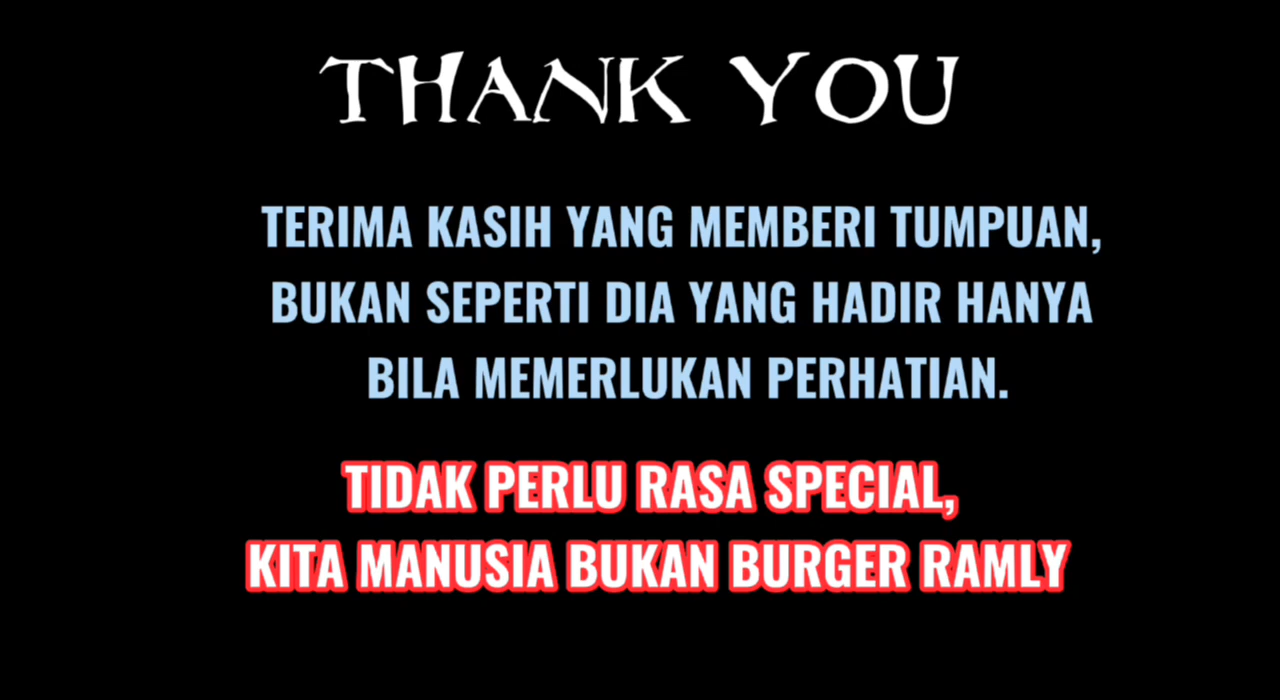 THANK YOU
TERIMA KASIH YANG MEMBERI TUMPUAN,
BUKAN SEPERTI DIA YANG HADIR HANYA
BILA MEMERLUKAN PERHATIAN.
TIDAK PERLU RASA SPECIAL,
KITA MANUSIA BUKAN BURGER RAMLY